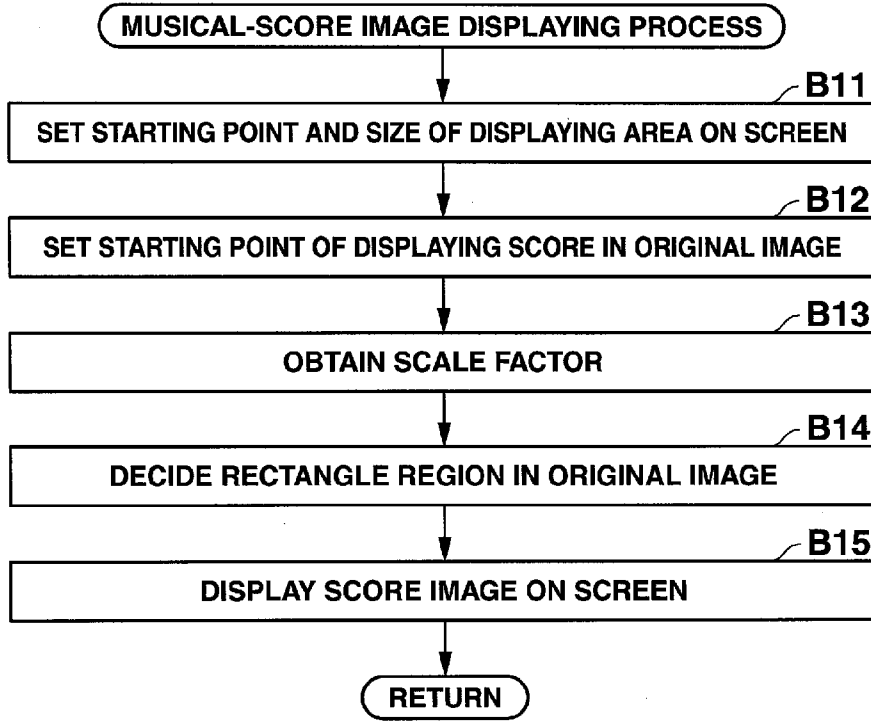 MUSICAL-SCORE IMAGE DISPLAYING PROCESS
B11
SET STARTING POINT AND SIZE OF DISPLAYING AREA ON SCREEN
B12
SET STARTING POINT OF DISPLAYING SCORE IN ORIGINAL IMAGE
B13
OBTAIN SCALE FACTOR
B14
DECIDE RECTANGLE REGION IN ORIGINAL IMAGE
B15
DISPLAY SCORE IMAGE ON SCREEN
RETURN